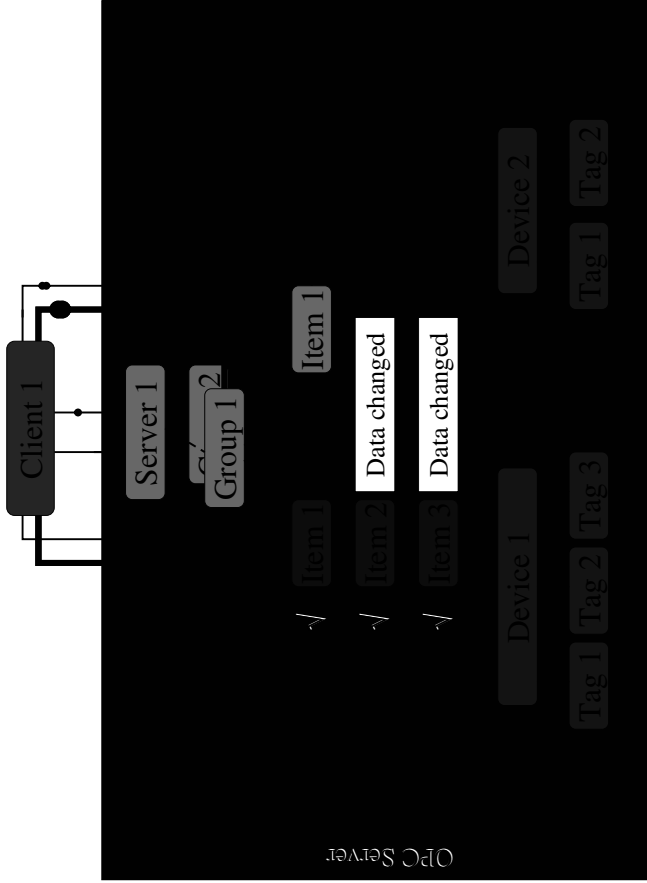 Client 1
Server 1
2
Group 1
Item 1
Item 1
Item 2
Data changed
Item 3
Data changed
Device 1
Device 2
Tag 1
Tag 2
Tag 3
Tag 1
Tag 2
OPC Server